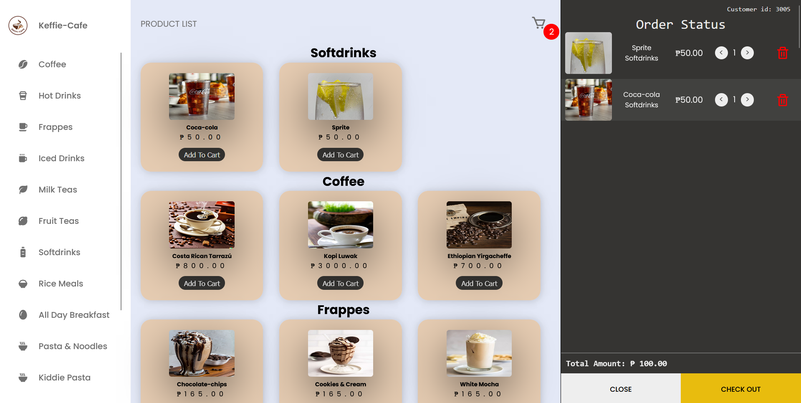 Keffie-Cafe
Coffee
Hot Drinks
Frappes
Iced Drinks
Milk Teas
Fruit Teas
Softdrinks
Rice Meals
All Day Breakfast
Pasta & Noodles
Kiddie Pasta
PRODUCT LIST
2
Softdrinks
Coca-cola
₱ 50.00
Add To Cart
Sprite
₱ 50.00
Add To Cart
Coffee
Costa Rican Tarrazú
₱ 800.00
Add To Cart
Kopi Luwak
₱ 3000.00
Add To Cart
Ethiopian Yirgacheffe
₱ 700.00
Add To Cart
Frappes
Chocolate-chips
₱ 165.00
Cookies & Cream
₱ 165.00
White Mocha
₱ 165.00
Customer id: 3005
Order Status
Sprite
Softdrinks
₱50.00
< 1 >
Coca-cola
Softdrinks
₱50.00
< 1 >
Total Amount: ₱ 100.00
CLOSE
CHECK OUT